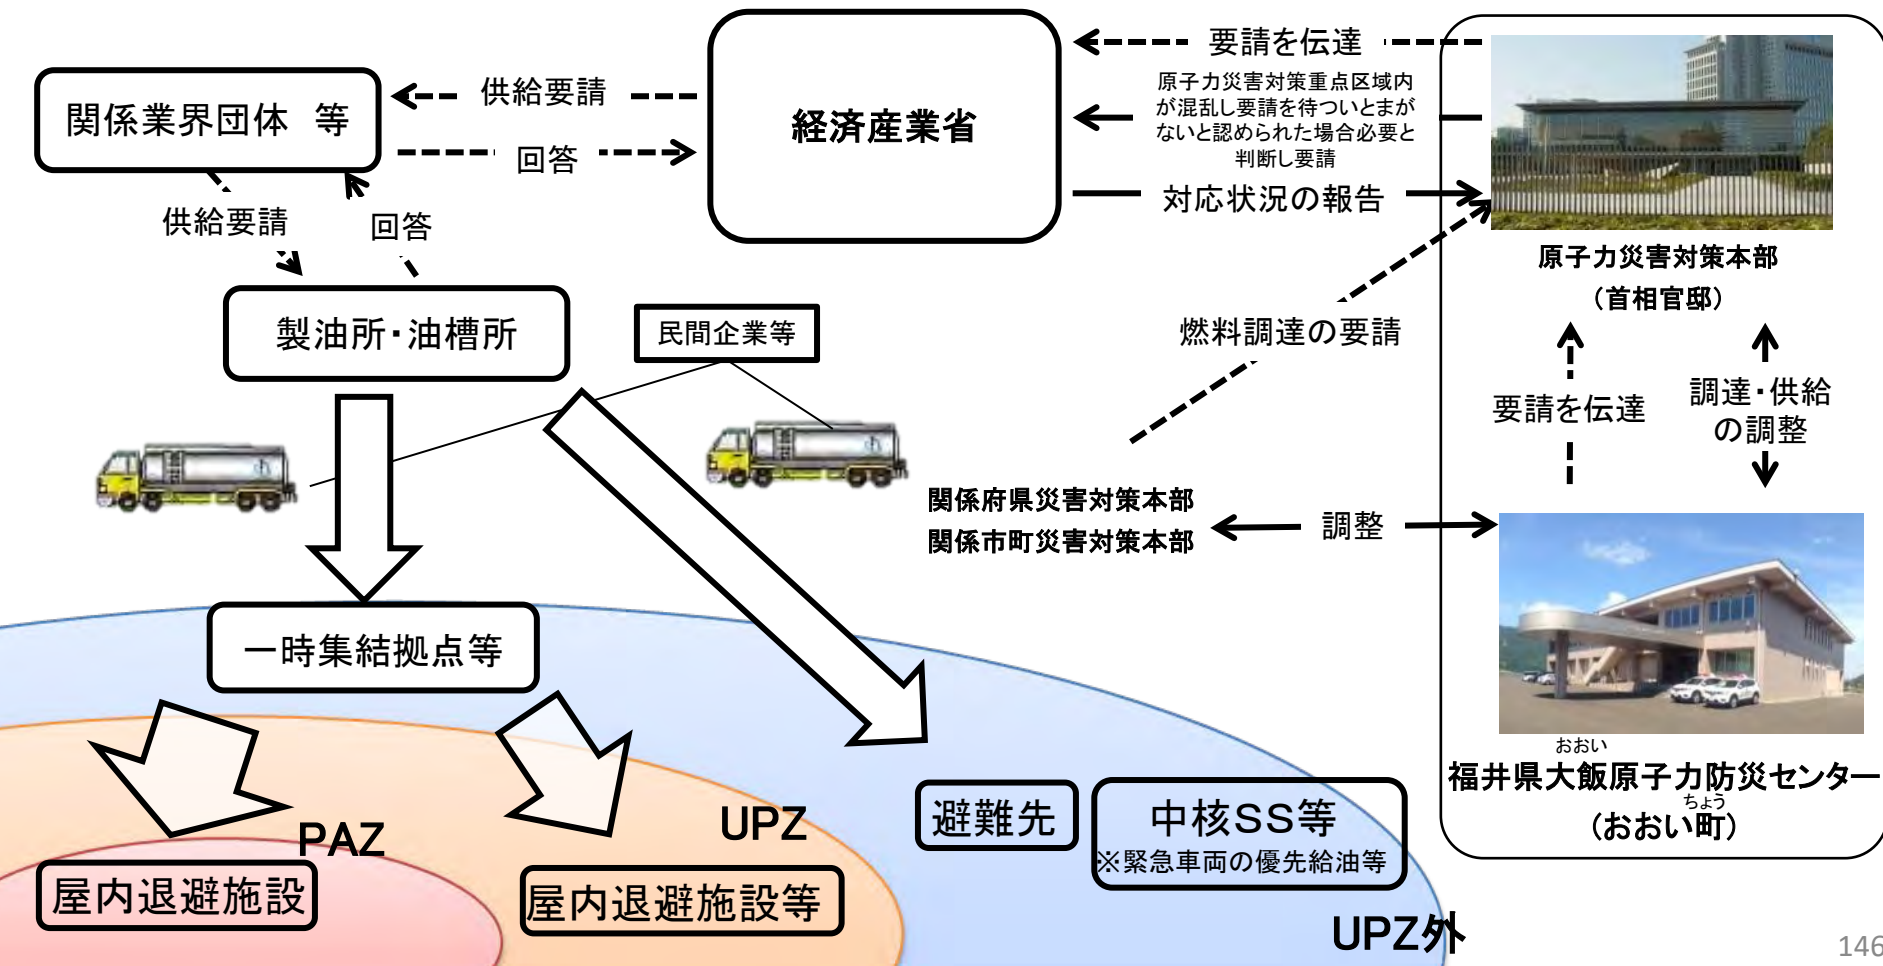 要請を伝達
原子力災害対策重点区域内
が混乱し要請を待ついとまが
ないと認められた場合必要と
判断し要請
対応状況の報告
関係業界団体　等
供給要請
回答
経済産業省
供給要請
回答
原子力災害対策本部
（首相官邸）
製油所・油槽所
民間企業等
燃料調達の要請
要請を伝達
調達・供給
の調整
関係府県災害対策本部
関係市町災害対策本部
調整
一時集結拠点等
おおい
福井県大飯原子力防災センター
ちょう
（おおい町）
PAZ
UPZ
避難先
中核SS等
※緊急車両の優先給油等
屋内退避施設
屋内退避施設等
UPZ外
146